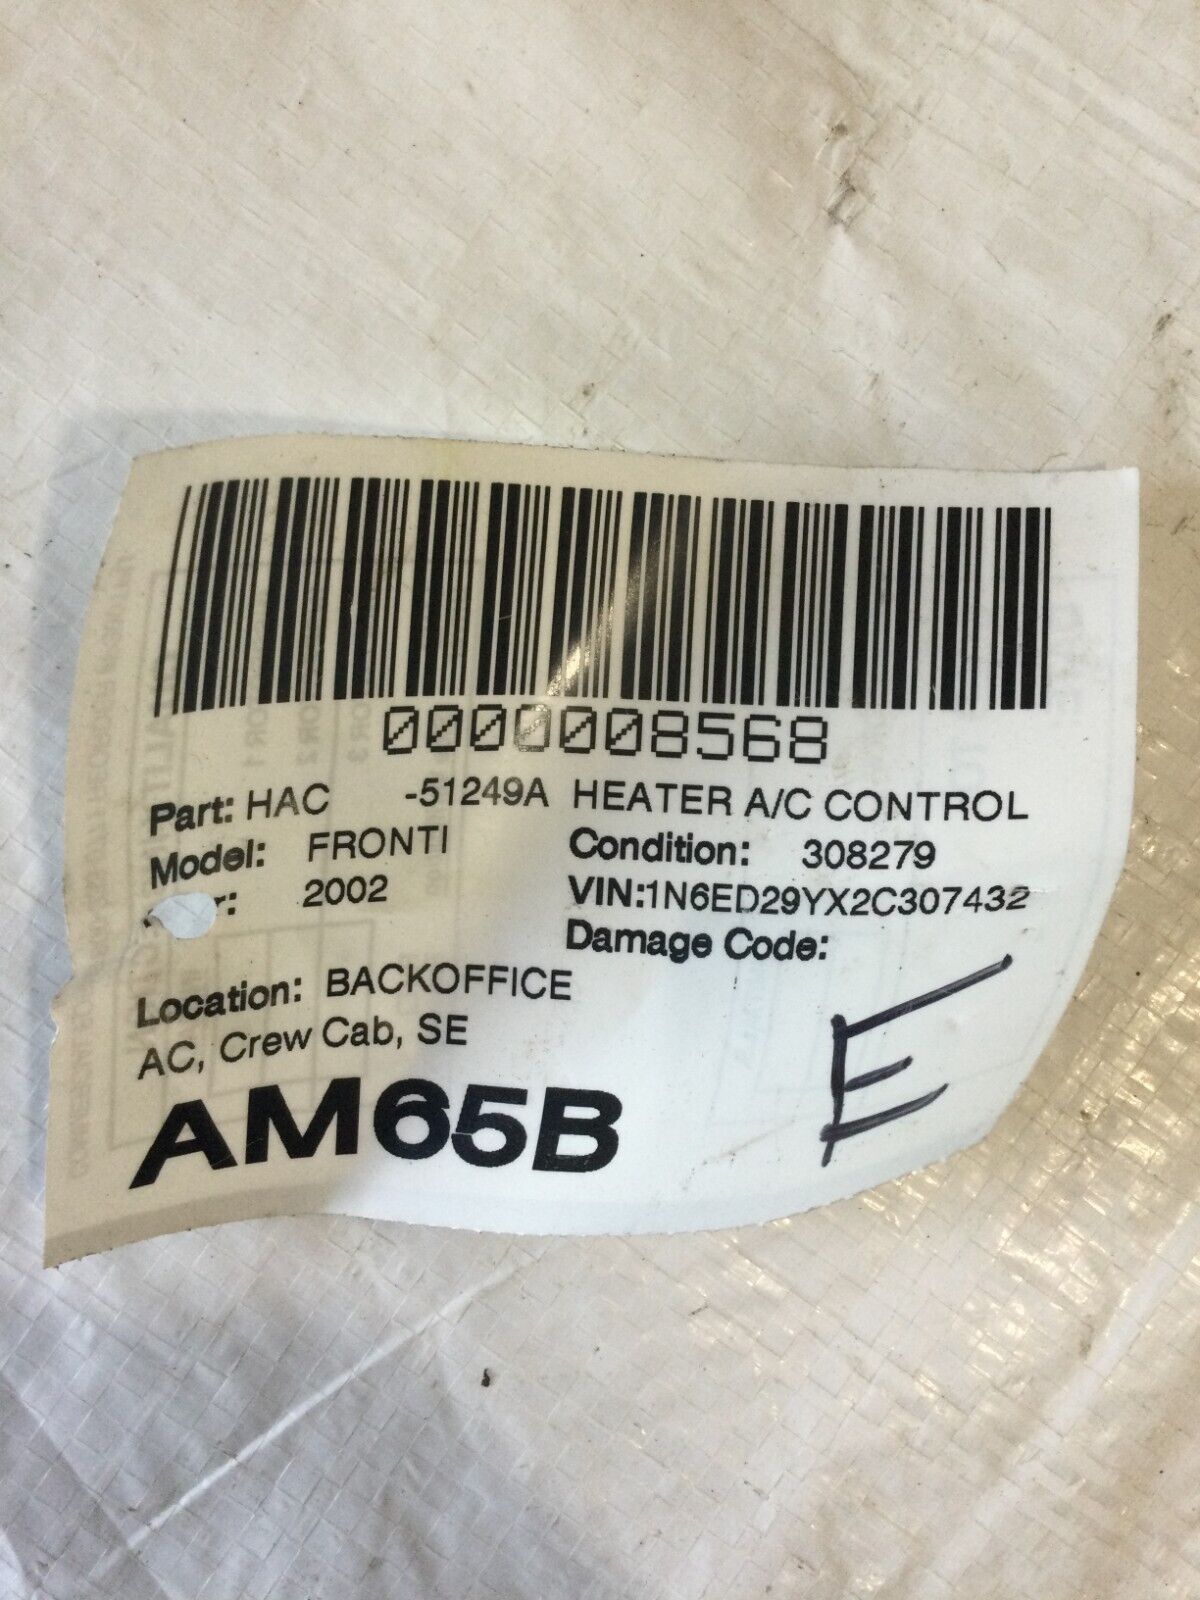 0000008568
Part: HAC -51249A HEATER A/C CONTROL
Model: FRONTI Condition: 308279
r: 2002 VIN:1N6ED29YX2C307432
Damage Code:
Location: BACKOFFICE
AC, Crew Cab, SE
AM65B
E